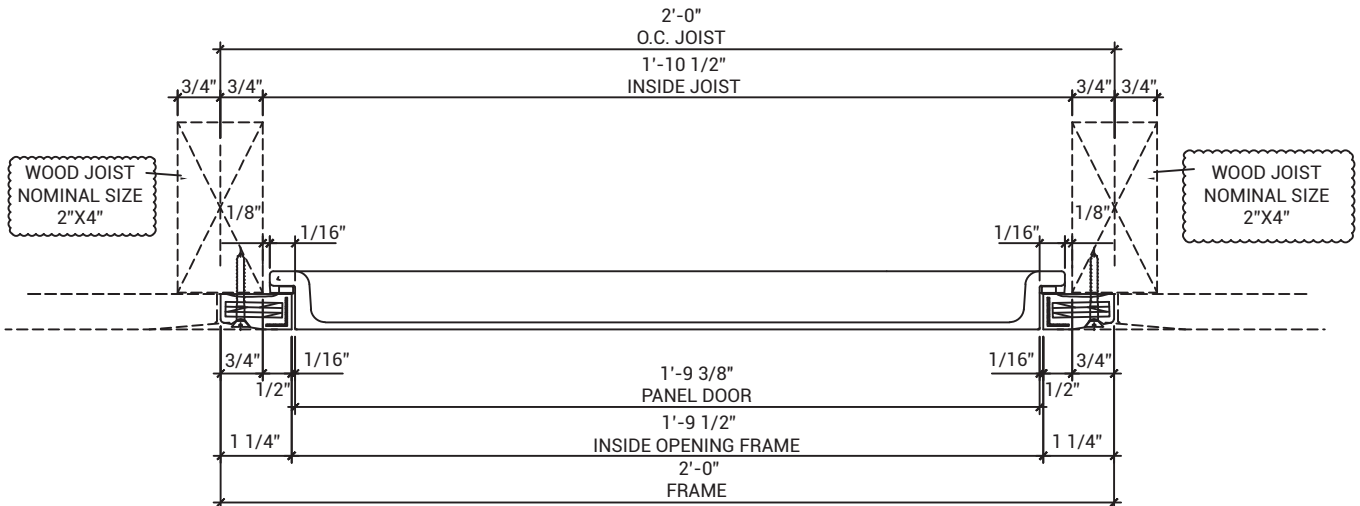 2'-0"
O.C. JOIST
1'-10 1/2"
INSIDE JOIST
3/4" 3/4" 3/4" 3/4"
WOOD JOIST
NOMINAL SIZE
2"X4"
WOOD JOIST
NOMINAL SIZE
2"X4"
1/8" 1/8"
1/16" 1/16"
3/4" 1/16" 1/16" 3/4"
1/2" 1/2"
1'-9 3/8"
PANEL DOOR
1'-9 1/2"
1 1/4" INSIDE OPENING FRAME 1 1/4"
2'-0"
FRAME